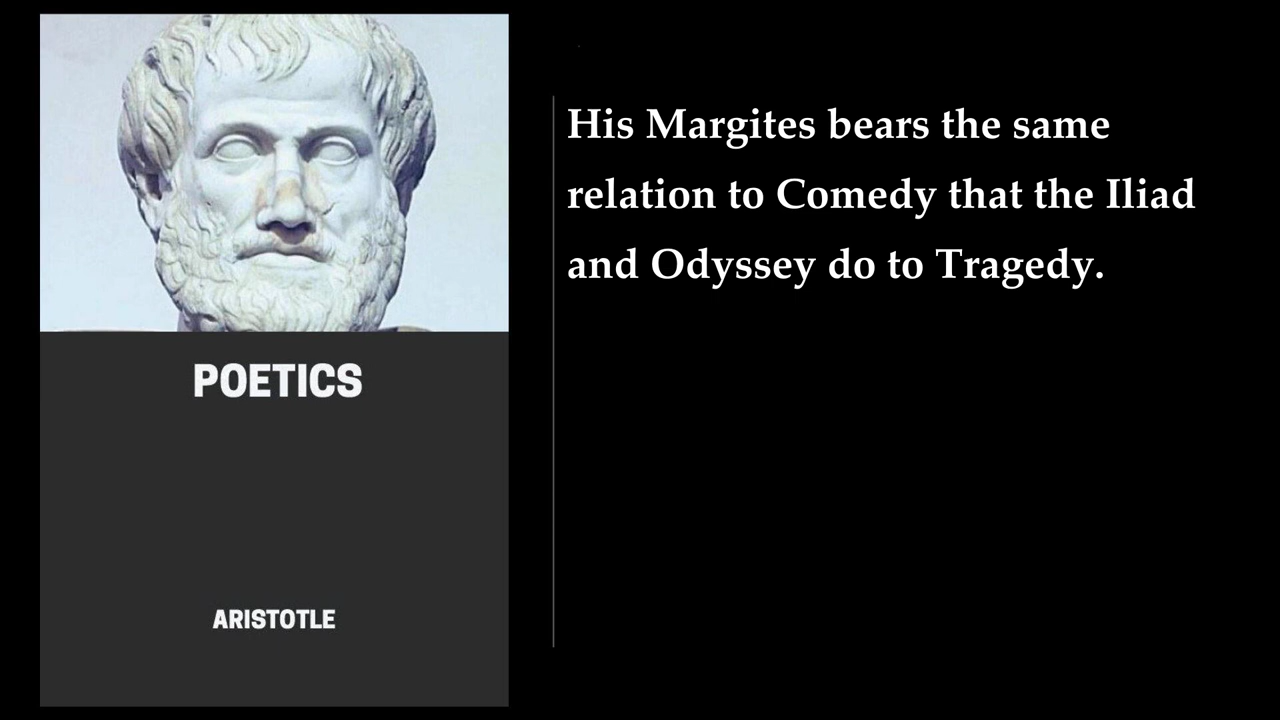 POETICS
ARISTOTLE
His Margites bears the same
relation to Comedy that the Iliad
and Odyssey do to Tragedy.